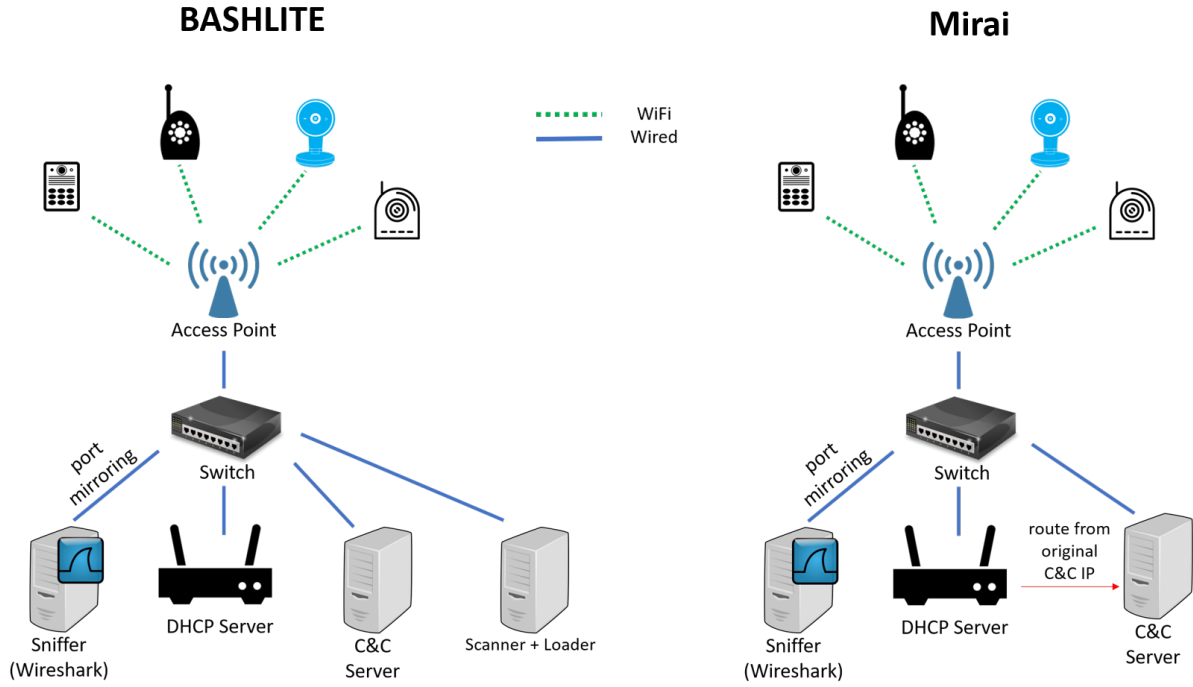 BASHLITE
Mirai
WiFi
Wired
Access Point
Access Point
port
mirroring
Switch
port
mirroring
Switch
route from
original
C&C IP
DHCP Server
DHCP Server
Sniffer
(Wireshark)
C&C
Server
Scanner + Loader
Sniffer
(Wireshark)
C&C
Server